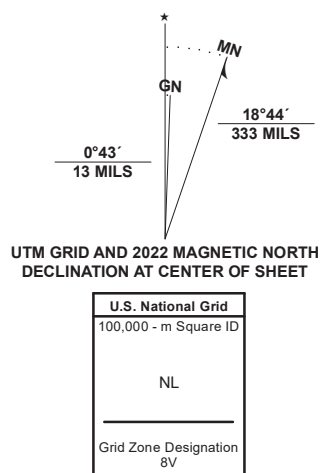 ★
MN
GN
0°43´
13 MILS
18°44´
333 MILS
UTM GRID AND 2022 MAGNETIC NORTH
DECLINATION AT CENTER OF SHEET
U.S. National Grid
100,000 - m Square ID
NL
Grid Zone Designation
8V